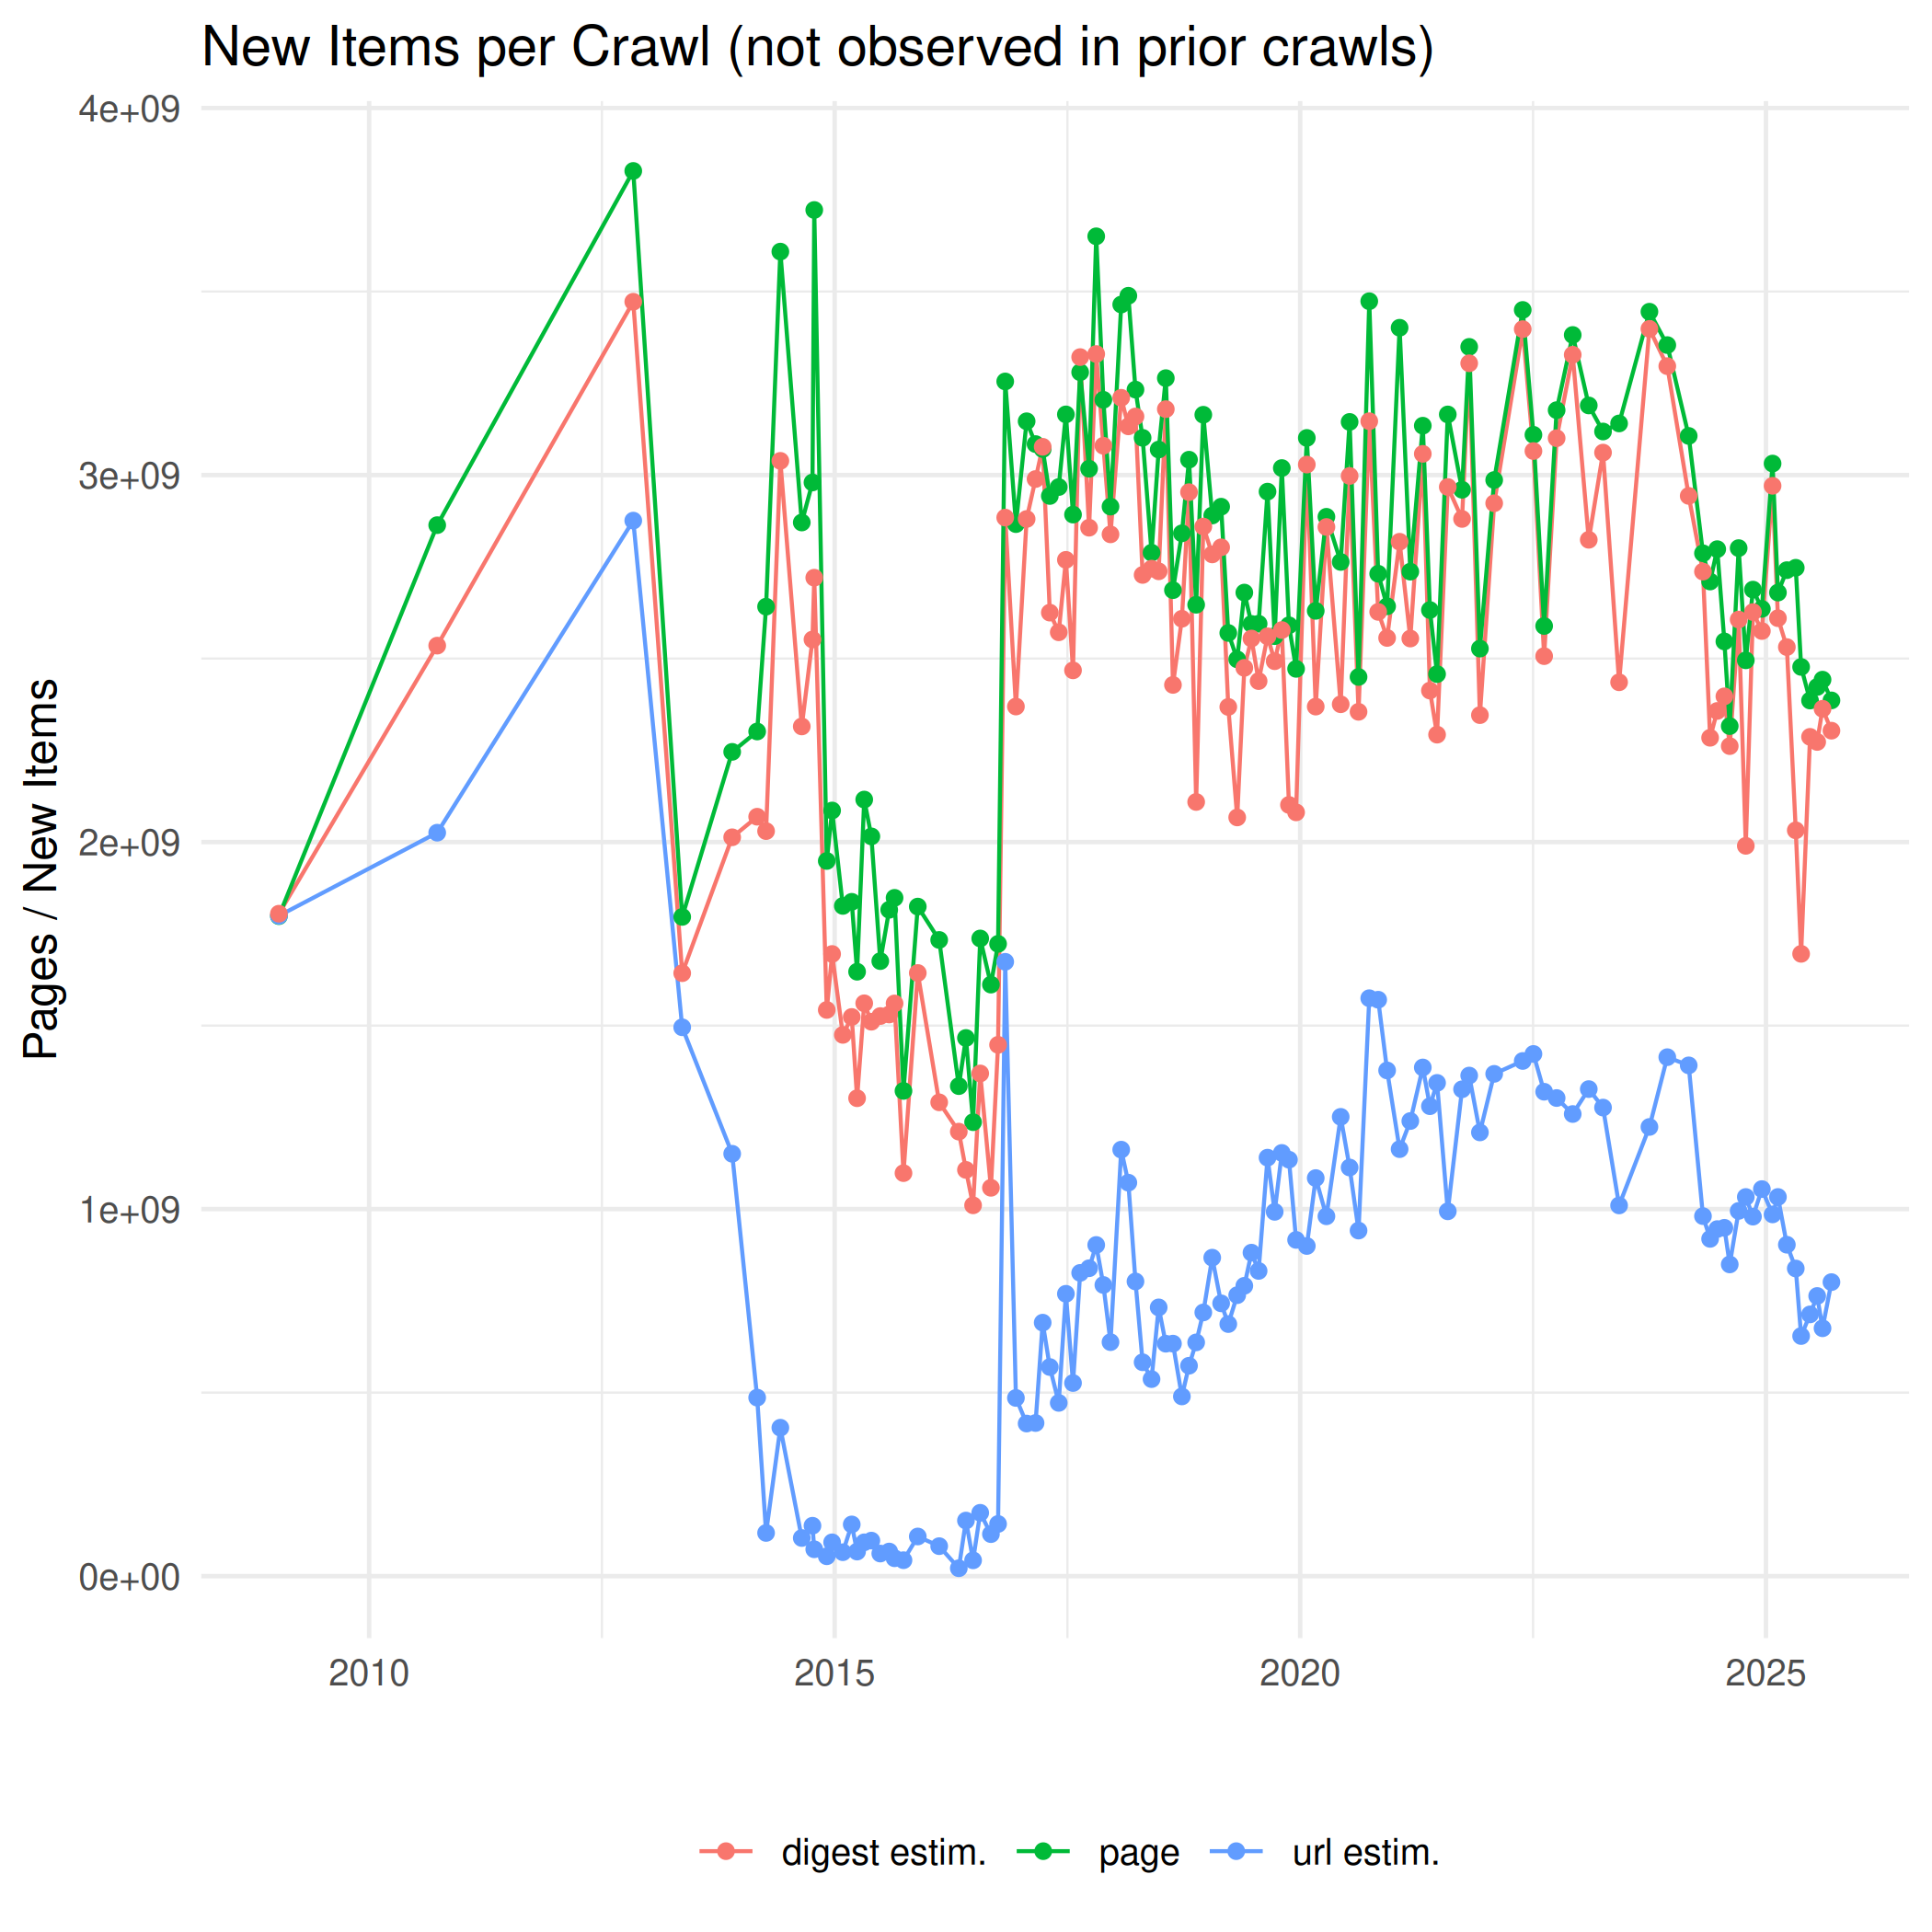 New Items per Crawl (not observed in prior crawls)
Pages / New Items
4e+09
3e+09
2e+09
1e+09
0e+00
2010 2015 2020 2025
digest estim. page url estim.